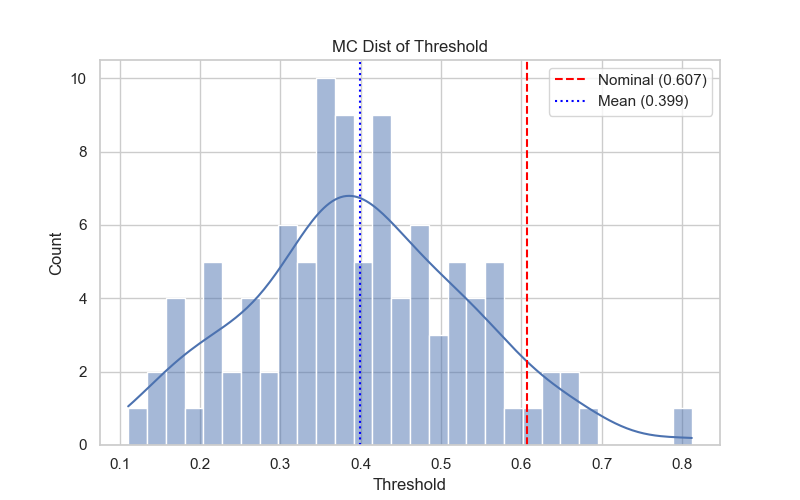 MC Dist of Threshold
Nominal (0.607)
Mean (0.399)
Count
10
8
6
4
2
0
0.1 0.2 0.3 0.4 0.5 0.6 0.7 0.8
Threshold